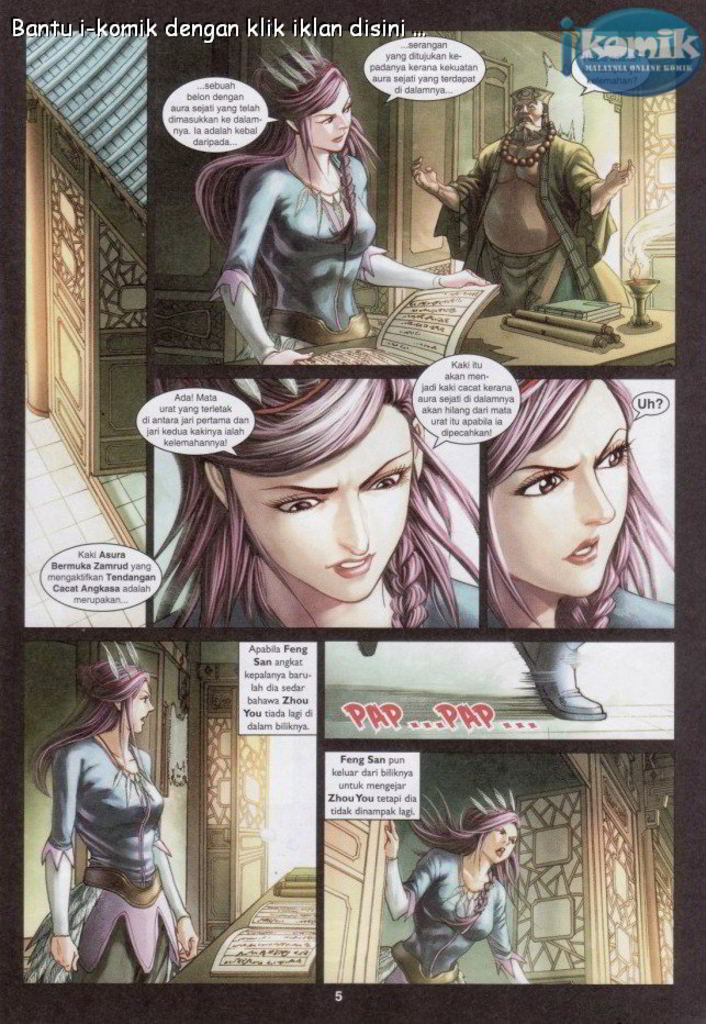 Bantu i-komik dengan klik iklan disini ...
ikomik
MALAYSIA ONLINE KOMIK
kelemahan?
...serangan
yang ditujukan ke-
padanya kerana kekuatan
aura sejati yang terdapat
di dalamnya...
...sebuah
belon dengan
aura sejati yang telah
dimasukkan ke dalam-
nya. Ia adalah kebal
daripada...
Kaki Asura
Bermuka Zamrud yang
mengaktifkan Tendangan
Cacat Angkasa adalah
merupakan...
Ada! Mata
urat yang terletak
di antara jari pertama dan
jari kedua kakinya ialah
kelemahannya!
Kaki itu
akan men-
jadi kaki cacat kerana
aura sejati di dalamnya
akan hilang dari mata
urat itu apabila ia
dipecahkan!
Uh?
Apabila Feng
San angkat
kepalanya baru-
lah dia sedar
bahawa Zhou
You tiada lagi di
dalam biliknya.
PAP...PAP...
Feng San pun
keluar dari biliknya
untuk mengejar
Zhou You tetapi dia
tidak dinampak lagi.
5